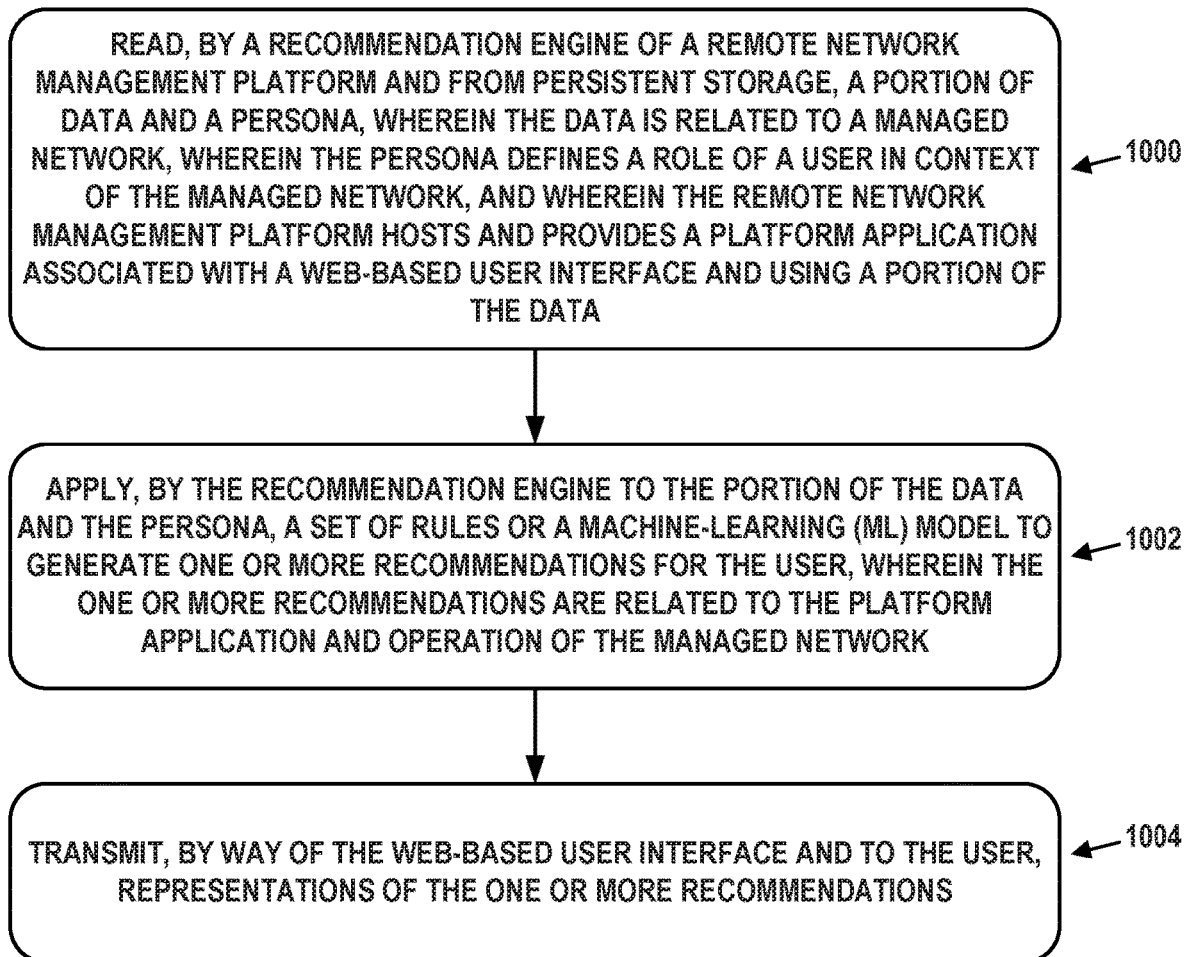 READ, BY A RECOMMENDATION ENGINE OF A REMOTE NETWORK
MANAGEMENT PLATFORM AND FROM PERSISTENT STORAGE, A PORTION OF
DATA AND A PERSONA, WHEREIN THE DATA IS RELATED TO A MANAGED
NETWORK, WHEREIN THE PERSONA DEFINES A ROLE OF A USER IN CONTEXT
OF THE MANAGED NETWORK, AND WHEREIN THE REMOTE NETWORK
MANAGEMENT PLATFORM HOSTS AND PROVIDES A PLATFORM APPLICATION
ASSOCIATED WITH A WEB-BASED USER INTERFACE AND USING A PORTION OF
THE DATA
1000
APPLY, BY THE RECOMMENDATION ENGINE TO THE PORTION OF THE DATA
AND THE PERSONA, A SET OF RULES OR A MACHINE-LEARNING (ML) MODEL TO
GENERATE ONE OR MORE RECOMMENDATIONS FOR THE USER, WHEREIN THE
ONE OR MORE RECOMMENDATIONS ARE RELATED TO THE PLATFORM
APPLICATION AND OPERATION OF THE MANAGED NETWORK
1002
TRANSMIT, BY WAY OF THE WEB-BASED USER INTERFACE AND TO THE USER,
REPRESENTATIONS OF THE ONE OR MORE RECOMMENDATIONS
1004